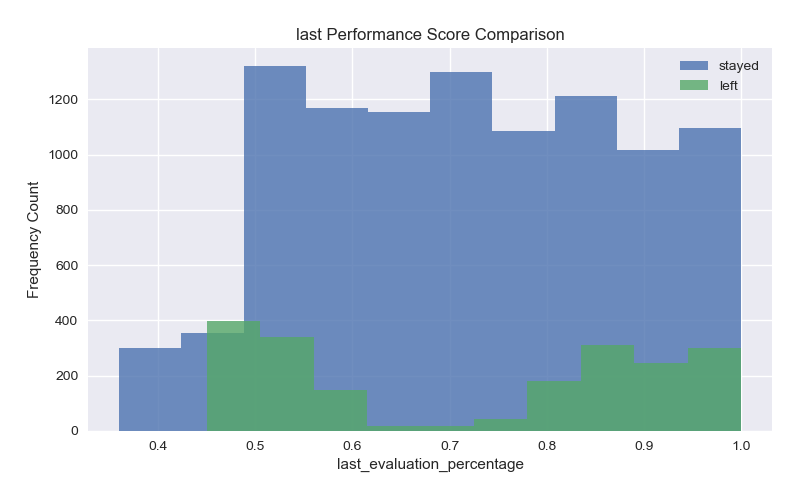 last Performance Score Comparison
stayed
left
Frequency Count
1200
1000
800
600
400
200
0
0.4 0.5 0.6 0.7 0.8 0.9 1.0
last_evaluation_percentage